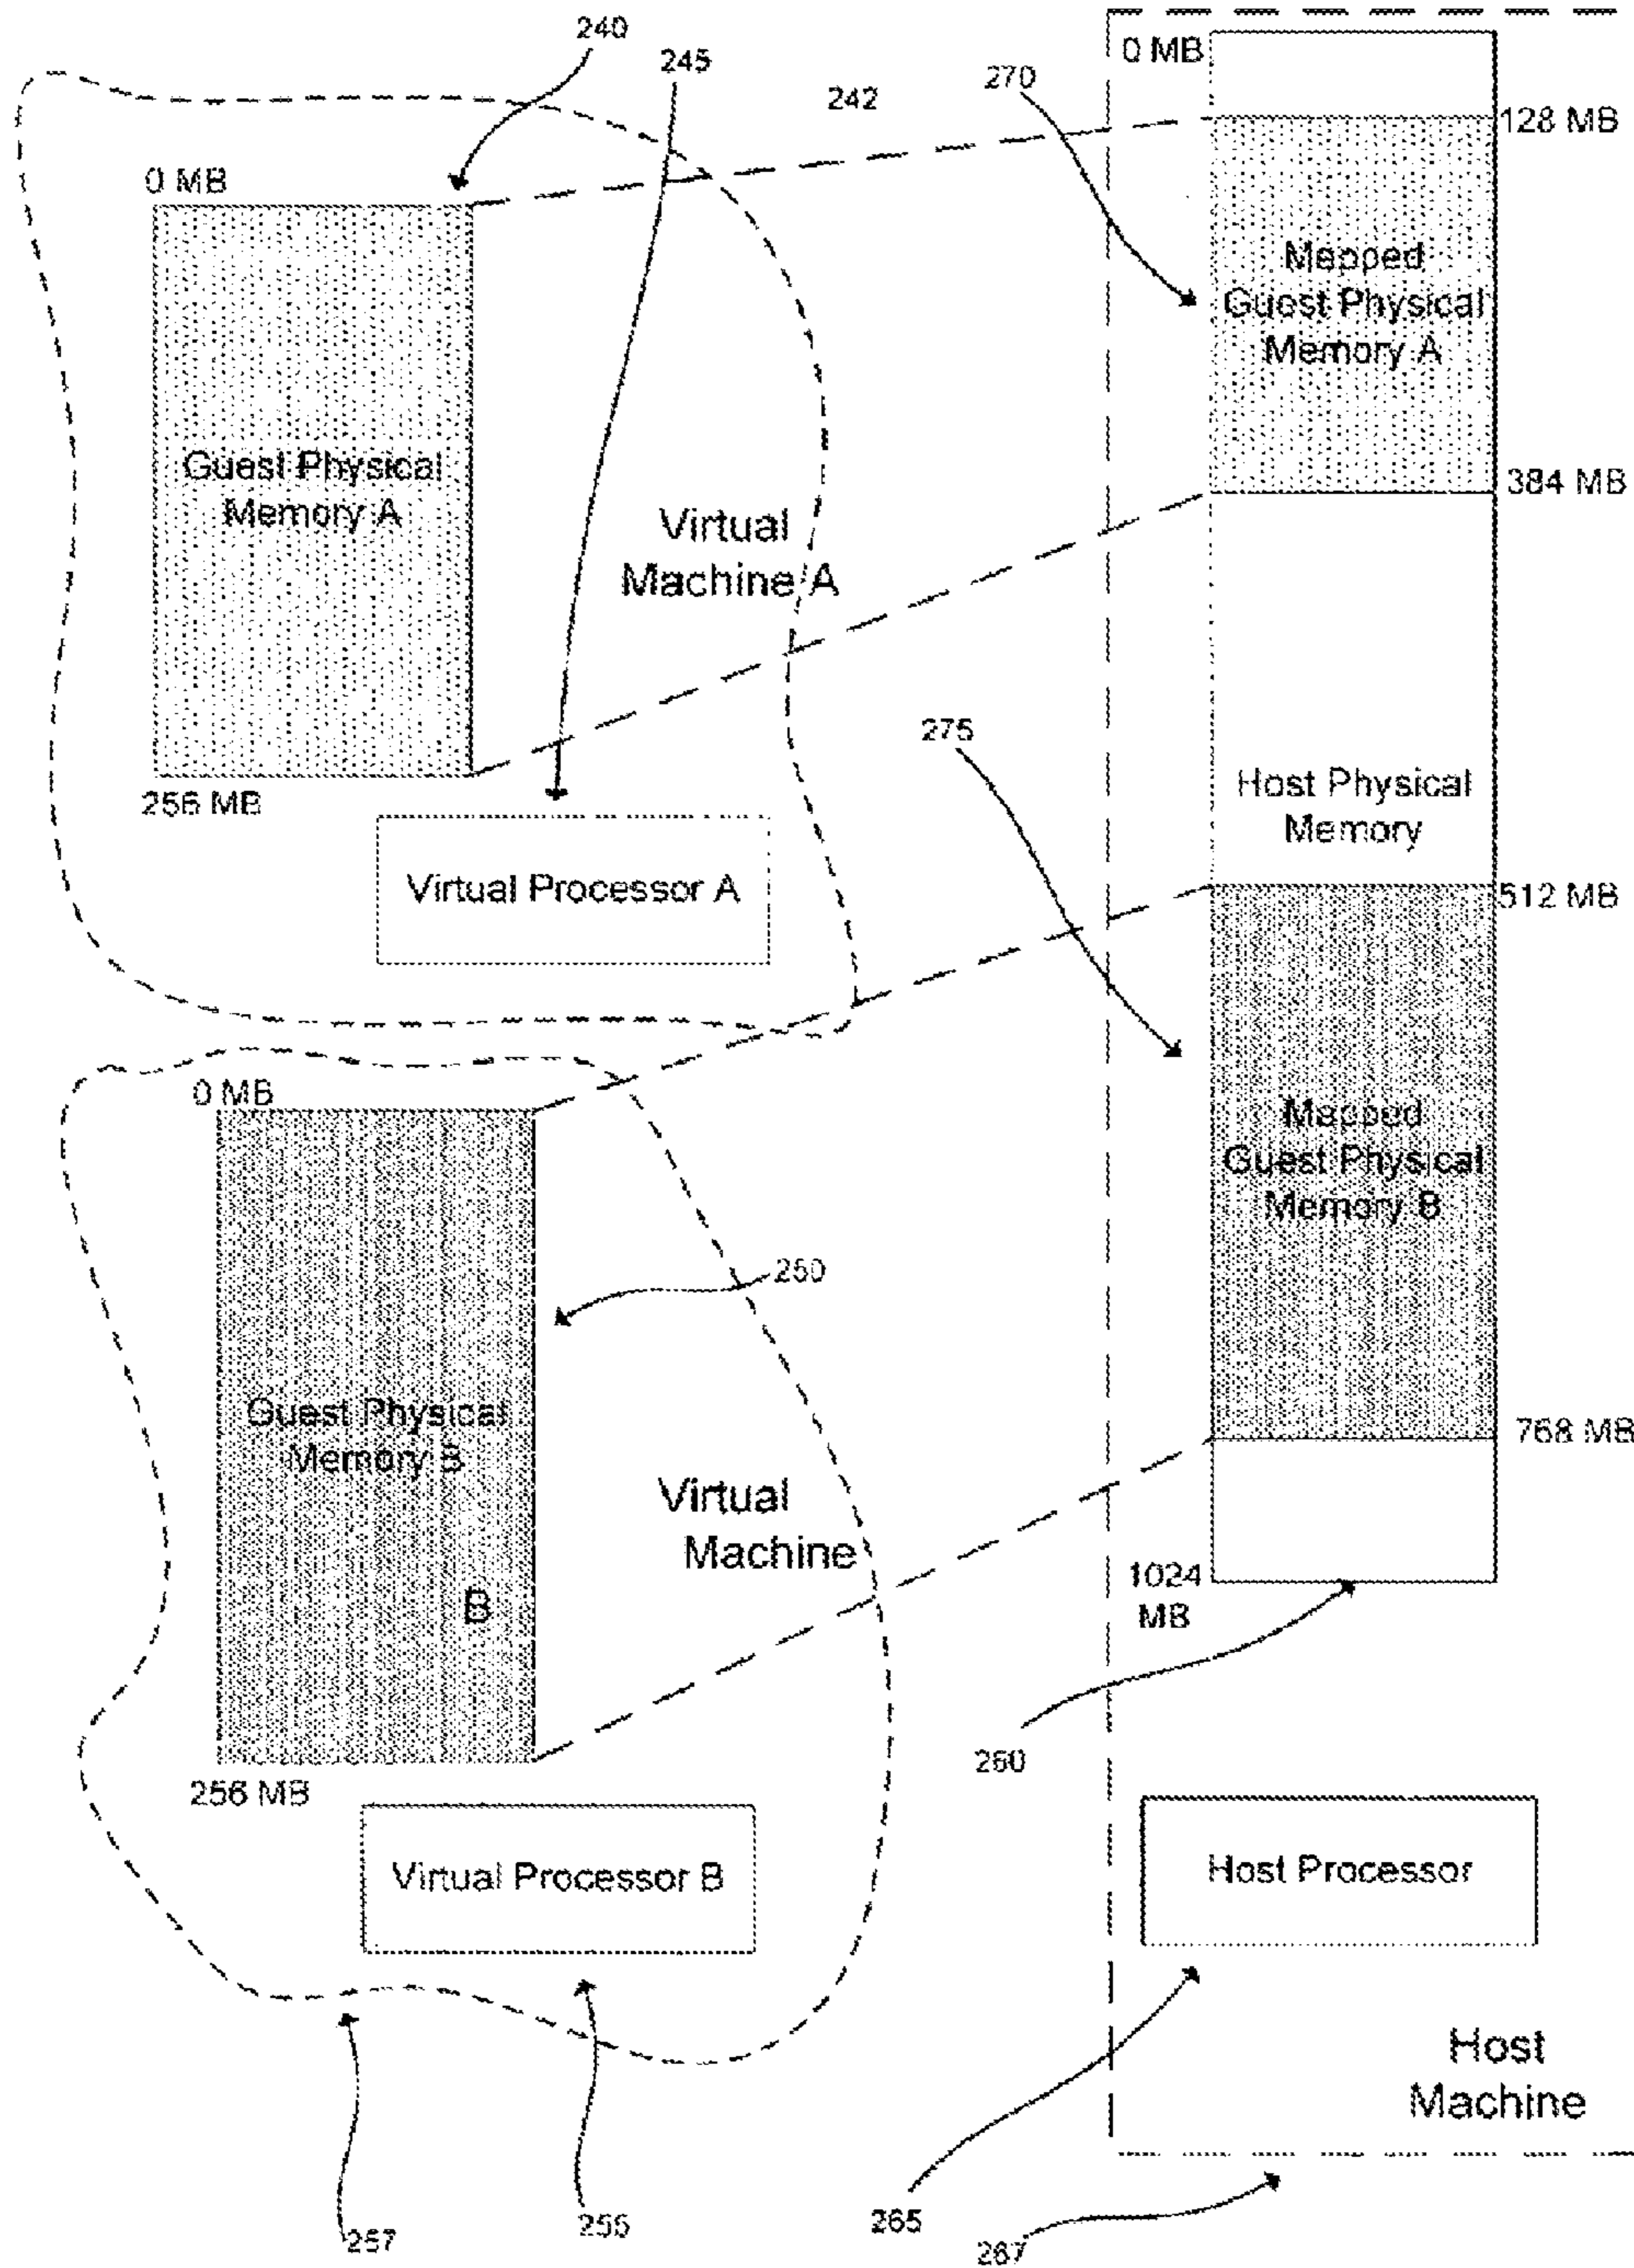 240
245
242
270
0 MB
128 MB
0 MB
Mapped
Guest Physical
Memory A
Guest Physical
Memory A
384 MB
Virtual
Machine A
275
256 MB
Host Physical
Memory
Virtual Processor A
512 MB
0 MB
Mapped
Guest Physical
Memory B
250
Guest Physical
Memory B
768 MB
Virtual
Machine
B
1024
MB
260
256 MB
Virtual Processor B
Host Processor
Host
Machine
257
255
265
267